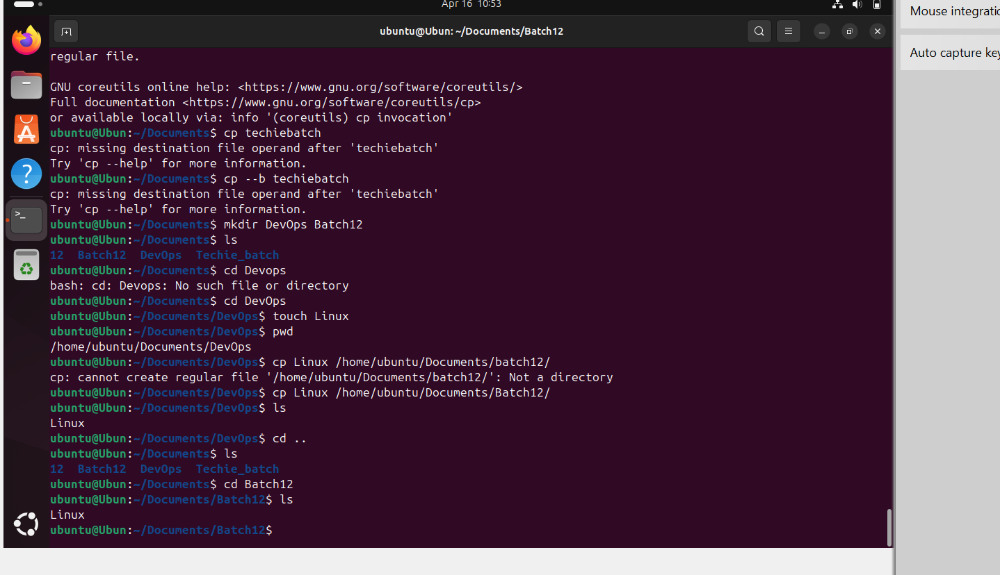 Apr 16 10:53
Mouse integratio
Auto capture key
ubuntu@Ubun: ~/Documents/Batch12
regular file.
GNU coreutils online help: <https://www.gnu.org/software/coreutils/>
Full documentation <https://www.gnu.org/software/coreutils/cp>
or available locally via: info '(coreutils) cp invocation'
ubuntu@Ubun:~/Documents$ cp techiebatch
cp: missing destination file operand after 'techiebatch'
Try 'cp --help' for more information.
ubuntu@Ubun:~/Documents$ cp --b techiebatch
cp: missing destination file operand after 'techiebatch'
Try 'cp --help' for more information.
ubuntu@Ubun:~/Documents$ mkdir DevOps Batch12
ubuntu@Ubun:~/Documents$ ls
12 Batch12 DevOps Techie_batch
ubuntu@Ubun:~/Documents$ cd Devops
bash: cd: Devops: No such file or directory
ubuntu@Ubun:~/Documents$ cd DevOps
ubuntu@Ubun:~/Documents/DevOps$ touch Linux
ubuntu@Ubun:~/Documents/DevOps$ pwd
/home/ubuntu/Documents/DevOps
ubuntu@Ubun:~/Documents/DevOps$ cp Linux /home/ubuntu/Documents/batch12/
cp: cannot create regular file '/home/ubuntu/Documents/batch12/': Not a directory
ubuntu@Ubun:~/Documents/DevOps$ cp Linux /home/ubuntu/Documents/Batch12/
ubuntu@Ubun:~/Documents/DevOps$ ls
Linux
ubuntu@Ubun:~/Documents/DevOps$ cd ..
ubuntu@Ubun:~/Documents$ ls
12 Batch12 DevOps Techie_batch
ubuntu@Ubun:~/Documents$ cd Batch12
ubuntu@Ubun:~/Documents/Batch12$ ls
Linux
ubuntu@Ubun:~/Documents/Batch12$